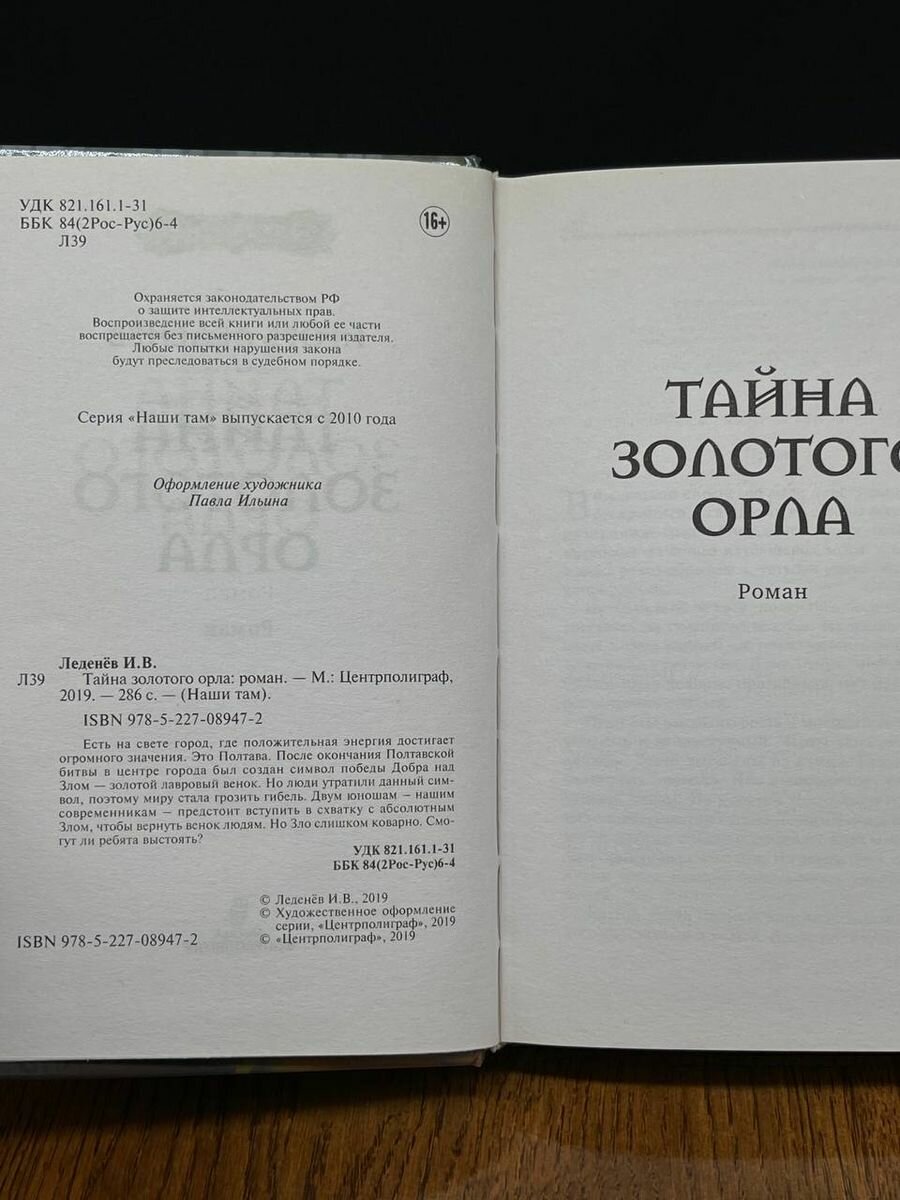 УДК 821.161.1-31
ББК 84(2Рос-Рус)6-4
Л39
16+
Охраняется законодательством РФ
о защите интеллектуальных прав.
Воспроизведение всей книги или любой ее части
воспрещается без письменного разрешения издателя.
Любые попытки нарушения закона
будут преследоваться в судебном порядке.
Серия «Наши там» выпускается с 2010 года
Оформление художника
Павла Ильина
Леденёв И.В.
Л39 Тайна золотого орла: роман. — М.: Центрполиграф,
2019. — 286 с. — (Наши там).
ISBN 978-5-227-08947-2
Есть на свете город, где положительная энергия достигает
огромного значения. Это Полтава. После окончания Полтавской
битвы в центре города был создан символ победы Добра над
Злом — золотой лавровый венок. Но люди утратили данный сим-
вол, поэтому миру стала грозить гибель. Двум юношам — нашим
современникам — предстоит вступить в схватку с абсолютным
Злом, чтобы вернуть венок людям. Но Зло слишком коварно. Смо-
гут ли ребята выстоять?
УДК 821.161.1-31
ББК 84(2Рос-Рус)6-4
© Леденёв И.В., 2019
© Художественное оформление
серии, «Центрполиграф», 2019
ISBN 978-5-227-08947-2 © «Центрполиграф», 2019
ТАЙНА
ЗОЛОТОГО
ОРЛА
Роман